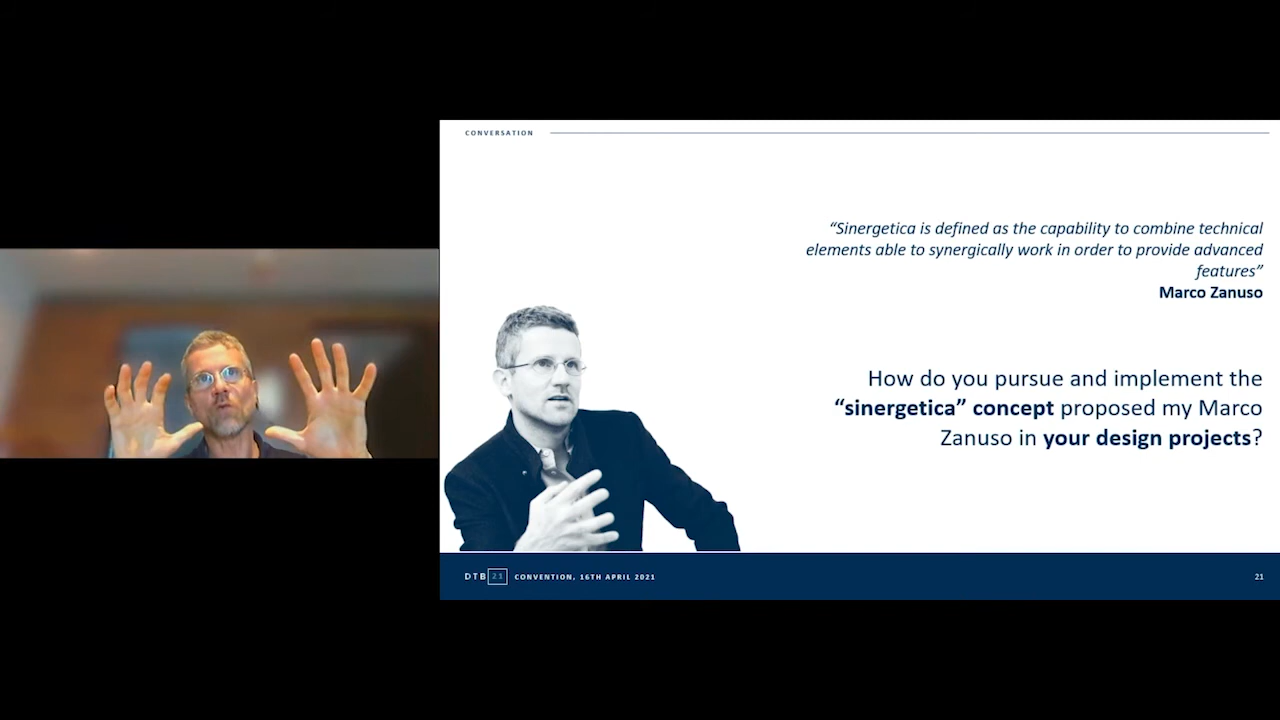 CONVERSATION
“Sinergetica is defined as the capability to combine technical
elements able to synergically work in order to provide advanced
features”
Marco Zanuso
How do you pursue and implement the
“sinergetica” concept proposed my Marco
Zanuso in your design projects?
DTB 21 CONVENTION, 16TH APRIL 2021
21